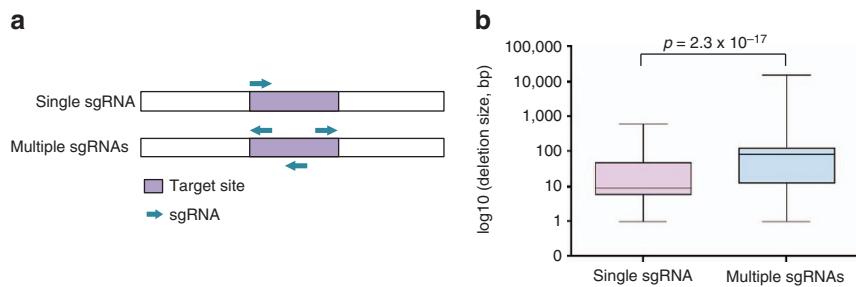 a
Single sgRNA
Multiple sgRNAs
Target site
sgRNA
b
p = 2.3 x 10⁻¹⁷
log10 (deletion size, bp)
100,000
10,000
1,000
100
10
1
0
Single sgRNA
Multiple sgRNAs